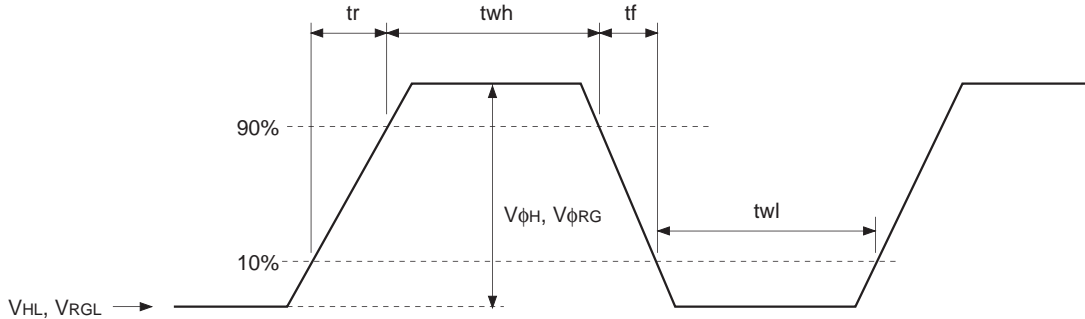 tr twh tf
90%
VϕH, VϕRG
twl
10%
VHL, VRGL